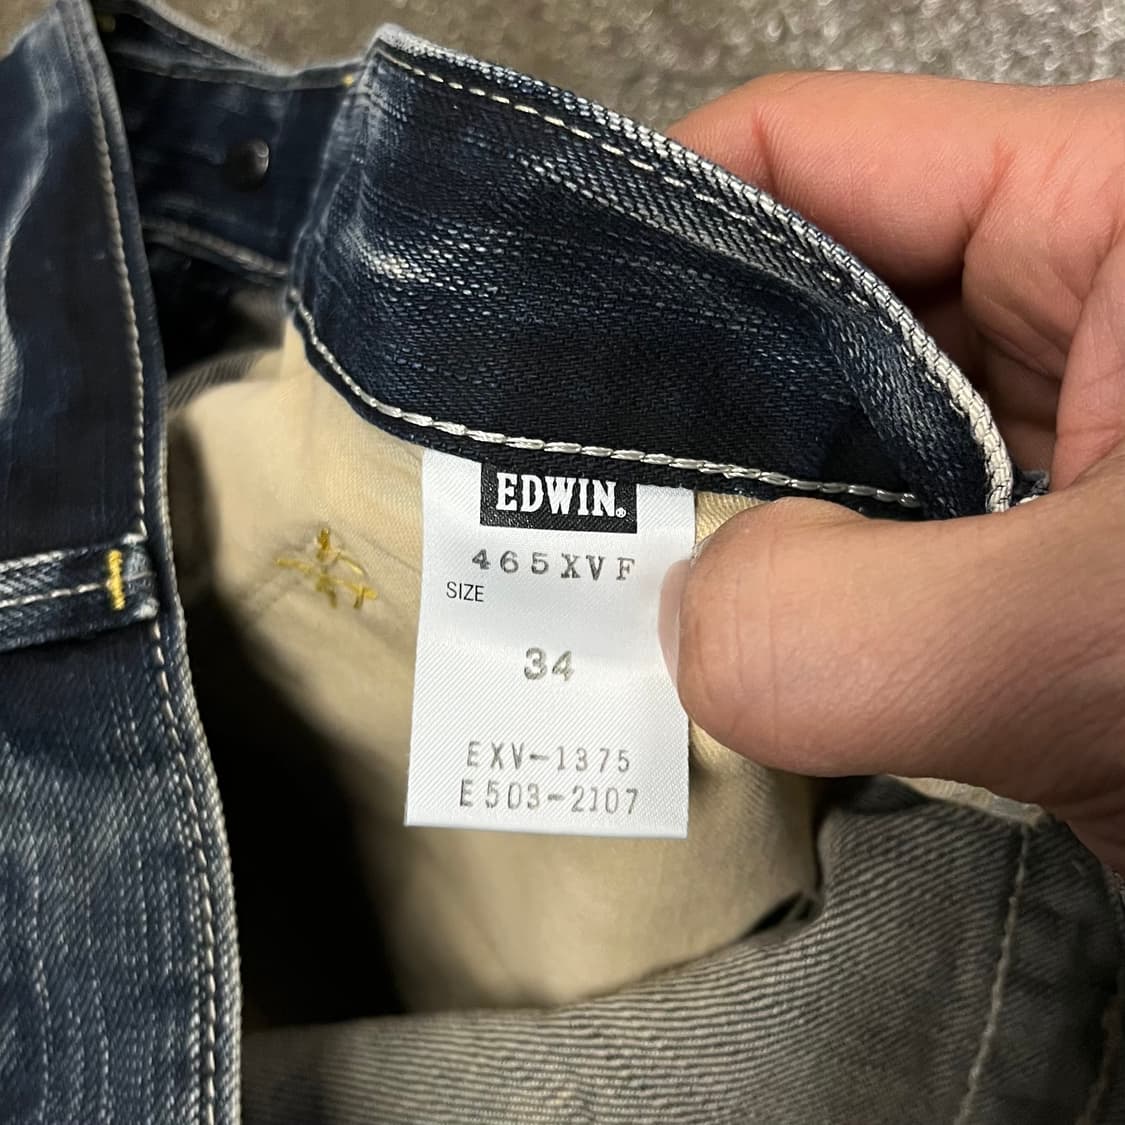 EDWIN®
465XVF
SIZE
34
EXV-1375
E503-2107